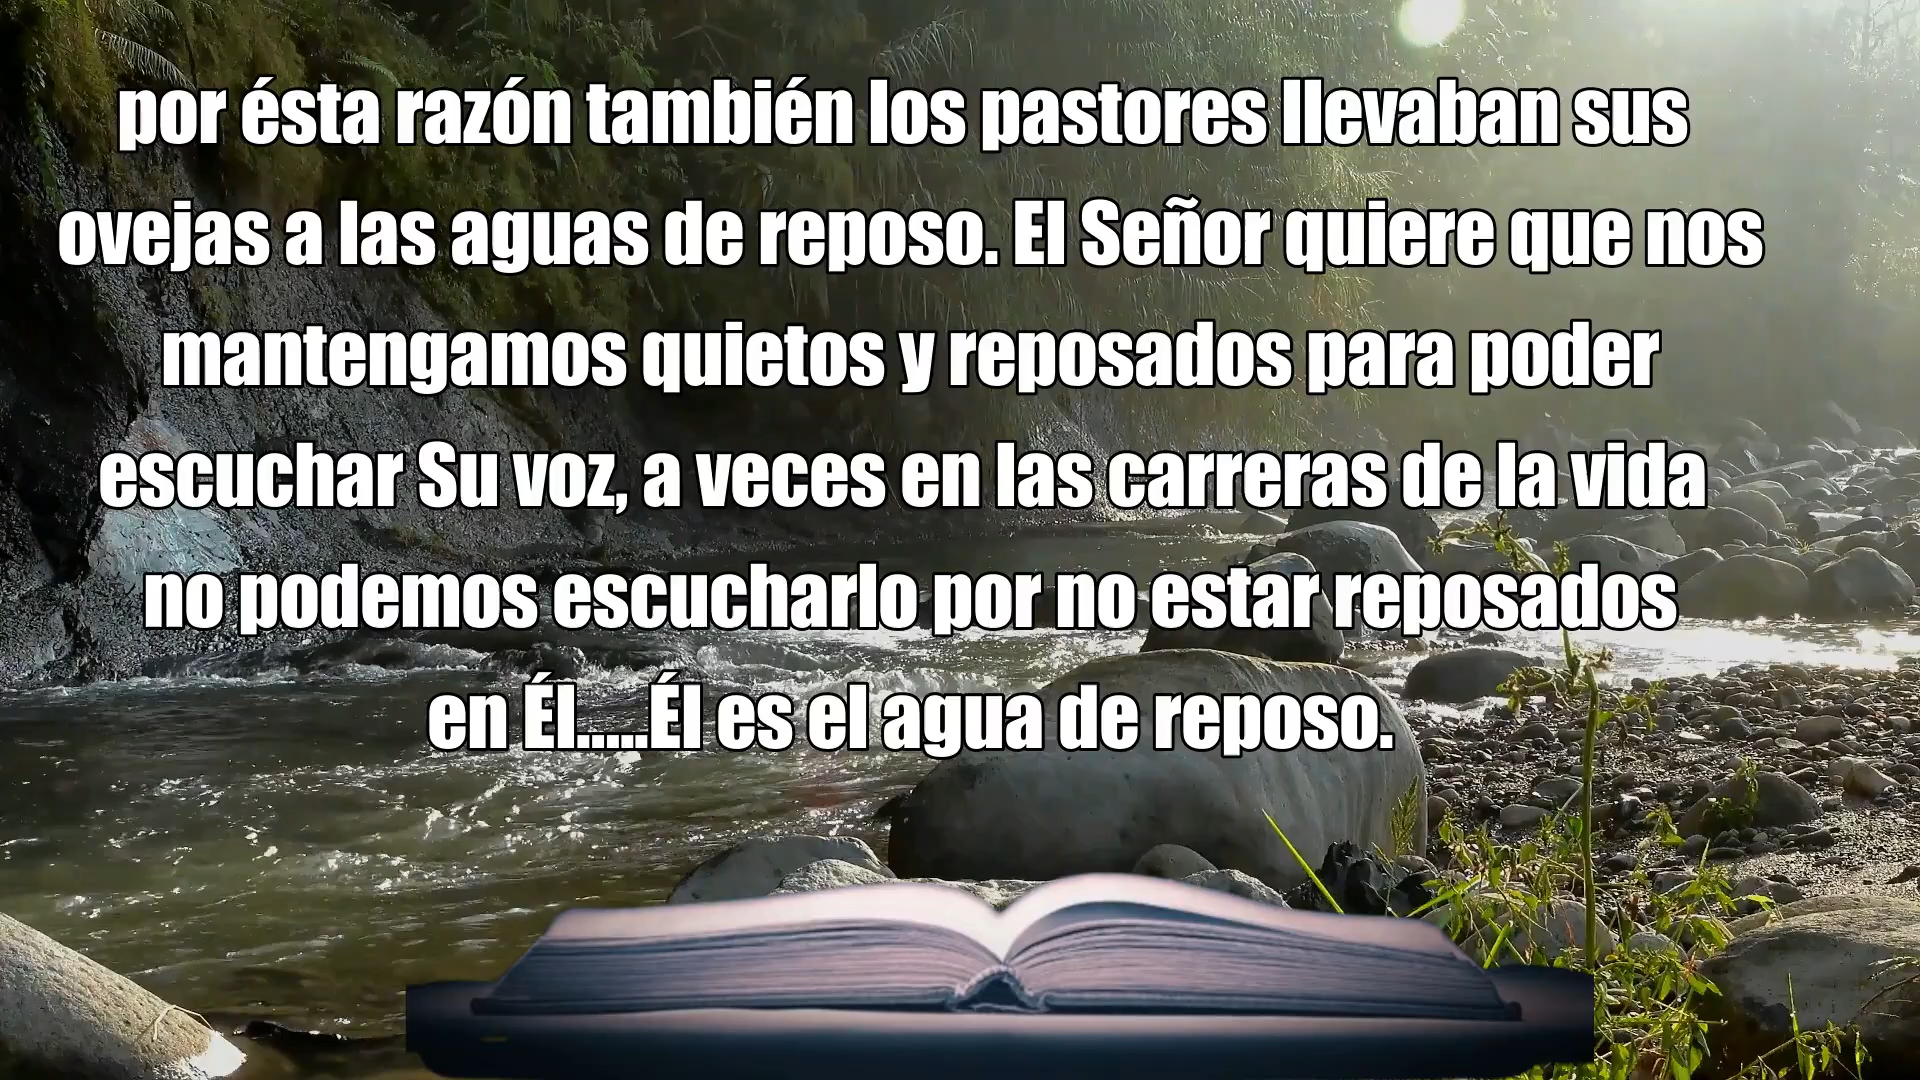 por ésta razón también los pastores llevaban sus
ovejas a las aguas de reposo. El Señor quiere que nos
mantengamos quietos y reposados para poder
escuchar Su voz, a veces en las carreras de la vida
no podemos escucharlo por no estar reposados
en Él.....Él es el agua de reposo.